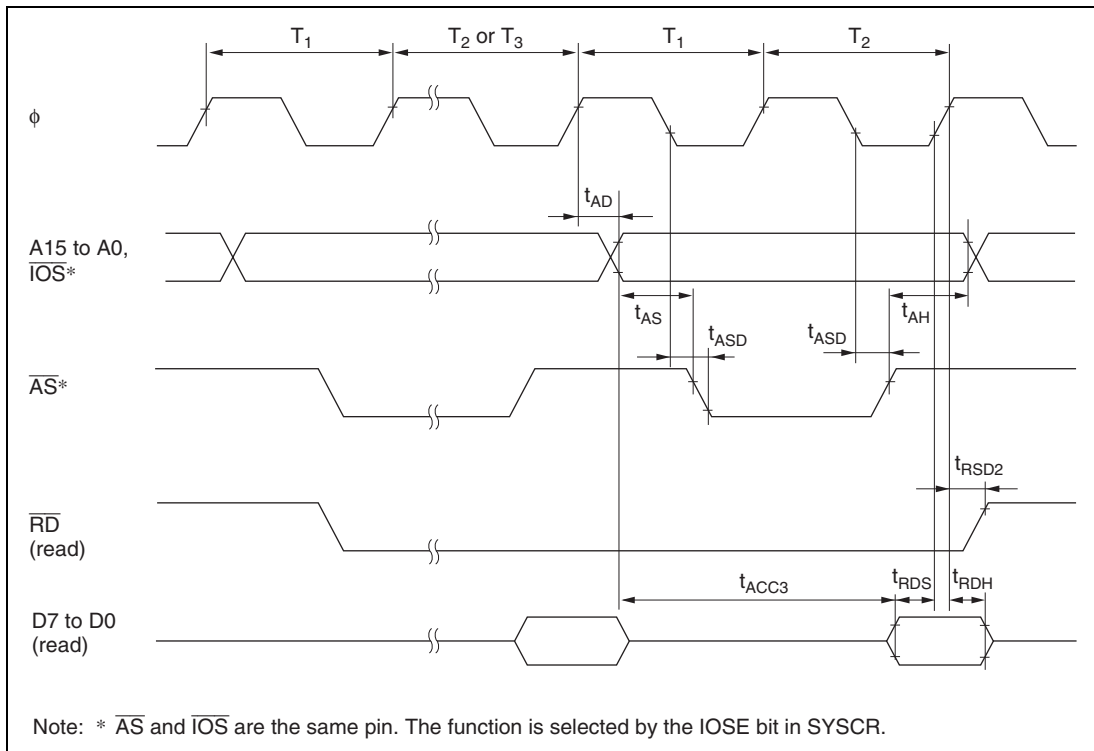 T1 T2 or T3 T1 T2
ϕ
tAD
A15 to A0,
IOS*
tAS tAH
tASD tASD
AS*
tRSD2
RD
(read)
tACC3 tRDS tRDH
D7 to D0
(read)
Note: * AS and IOS are the same pin. The function is selected by the IOSE bit in SYSCR.